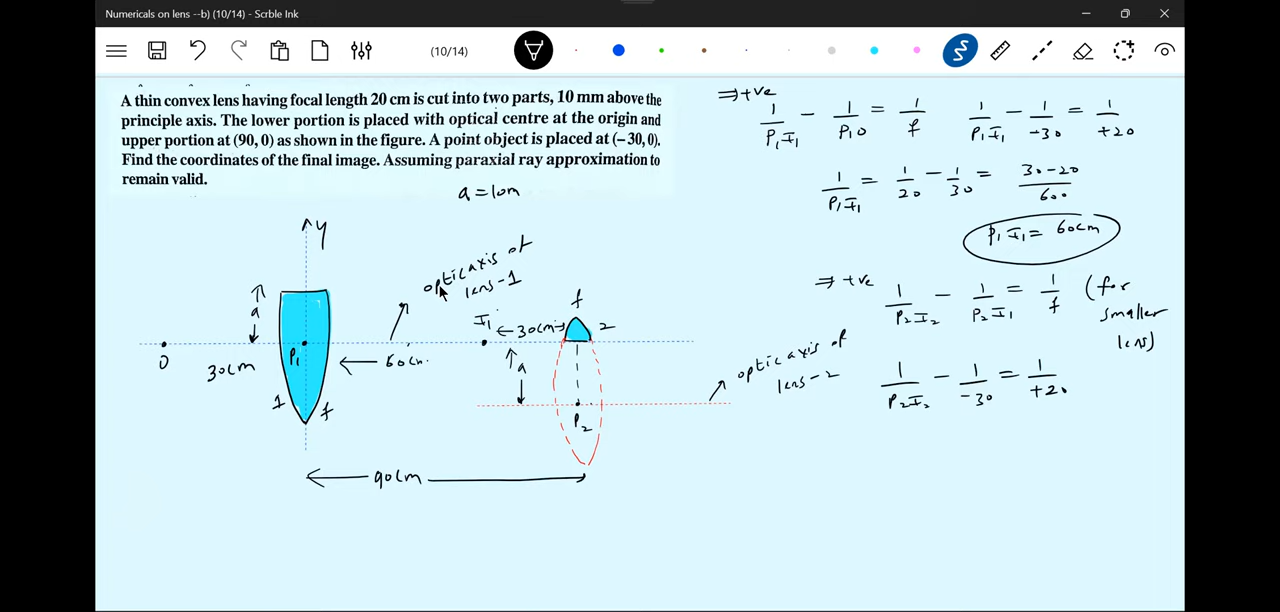 Numericals on lens --b) (10/14) - Scrble Ink
(10/14)
A thin convex lens having focal length 20 cm is cut into two parts, 10 mm above the
principle axis. The lower portion is placed with optical centre at the origin and
upper portion at (90, 0) as shown in the figure. A point object is placed at (– 30, 0).
Find the coordinates of the final image. Assuming paraxial ray approximation to
remain valid.
a = 10m
y
a
O
30cm
P1
1
f
optic axis of
lens-1
60cm.
I1
30cm
f
2
a
P2
optic axis of
lens-2
90cm
⇒ +ve
1/P1I1 - 1/P1O = 1/f
1/P1I1 - 1/-30 = 1/+20
1/P1I1 = 1/20 - 1/30 = 30-20/600
P1I1 = 60cm
⇒ +ve
1/P2I2 - 1/P2I1 = 1/f (for
smaller
lens)
1/P2I2 - 1/-30 = 1/+20